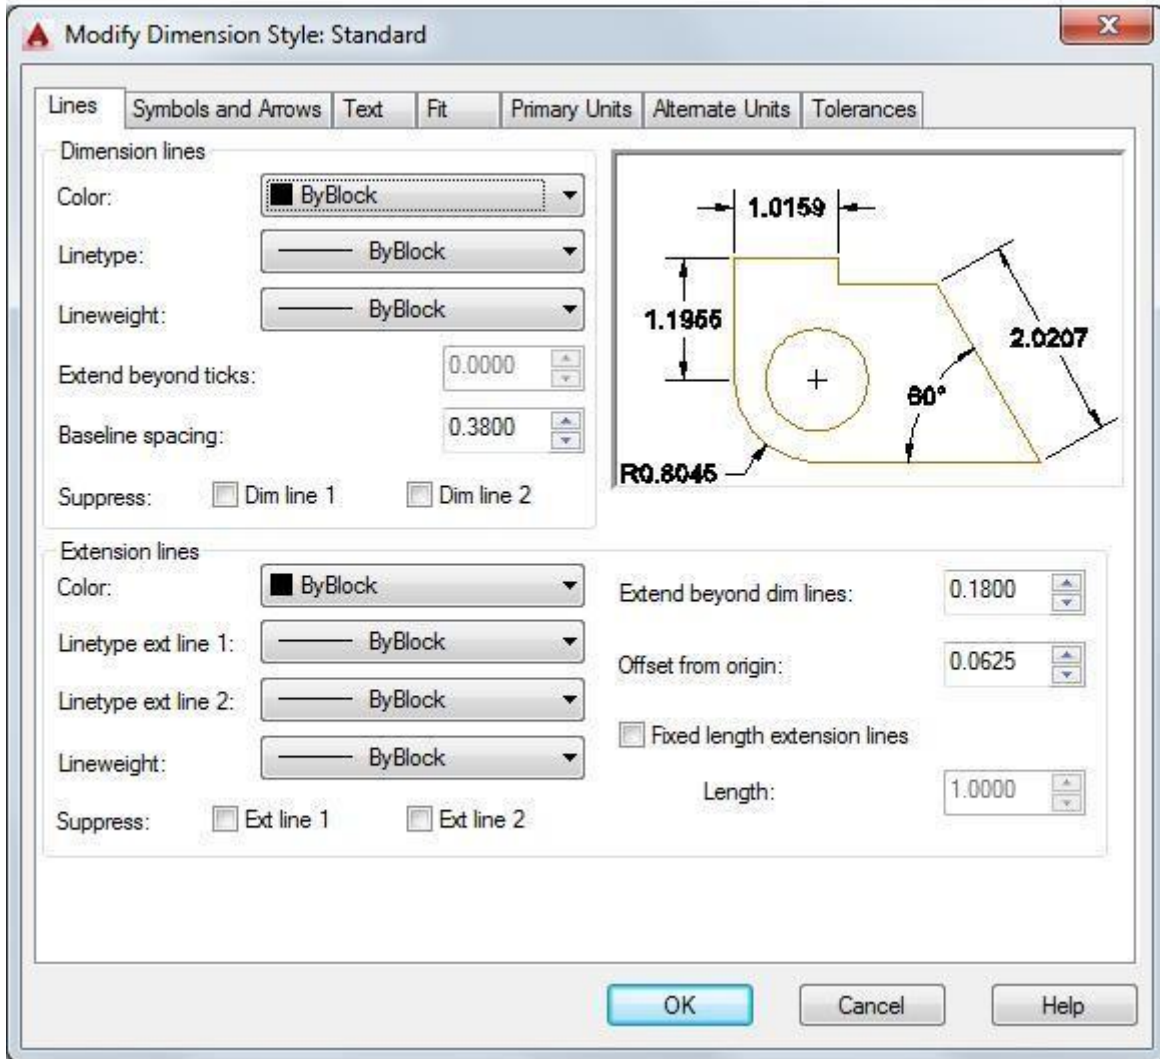 Modify Dimension Style: Standard
Lines Symbols and Arrows Text Fit Primary Units Alternate Units Tolerances
Dimension lines
Color: ByBlock
Linetype: ByBlock
Lineweight: ByBlock
Extend beyond ticks: 0.0000
Baseline spacing: 0.3800
Suppress: Dim line 1 Dim line 2
1.0159
1.1955
2.0207
60°
R0.8045
Extension lines
Color: ByBlock
Linetype ext line 1: ByBlock
Linetype ext line 2: ByBlock
Lineweight: ByBlock
Suppress: Ext line 1 Ext line 2
Extend beyond dim lines: 0.1800
Offset from origin: 0.0625
Fixed length extension lines
Length: 1.0000
OK Cancel Help